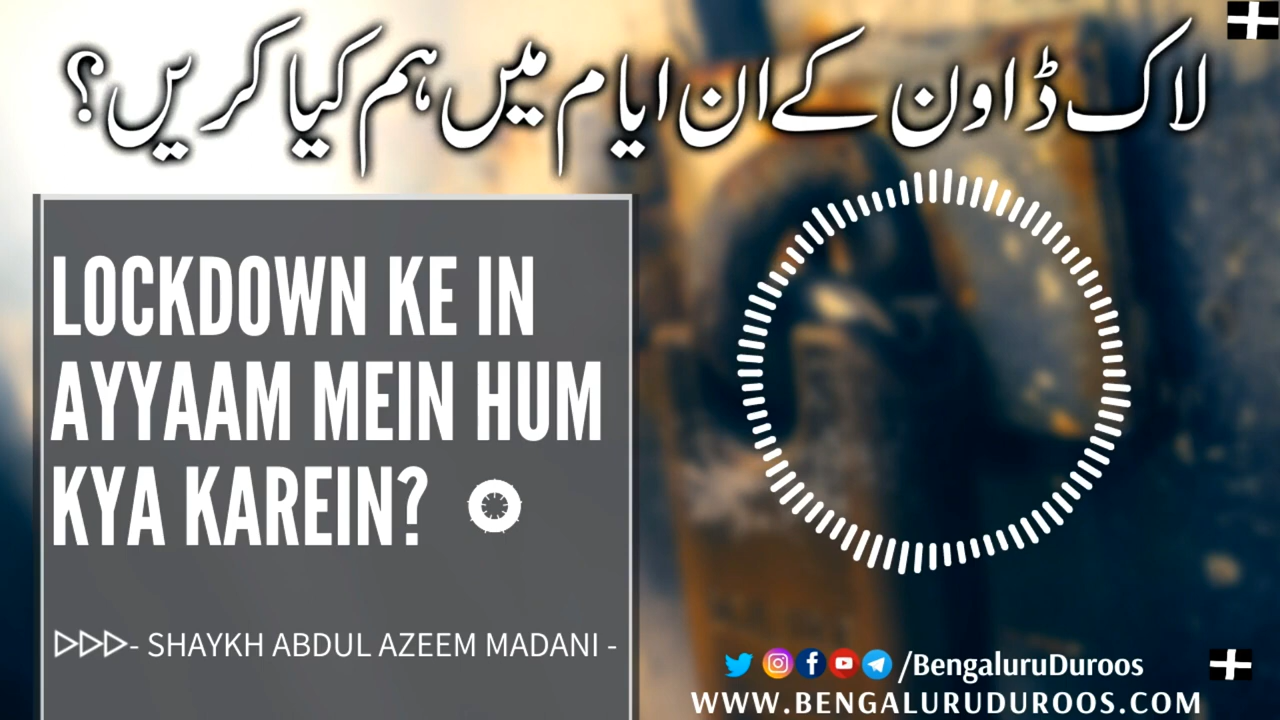 لاک ڈاون کے ان ایام میں ہم کیا کریں؟
LOCKDOWN KE IN
AYYAAM MEIN HUM
KYA KAREIN?
- SHAYKH ABDUL AZEEM MADANI -
/BengaluruDuroos
WWW.BENGALURUDUROOS.COM